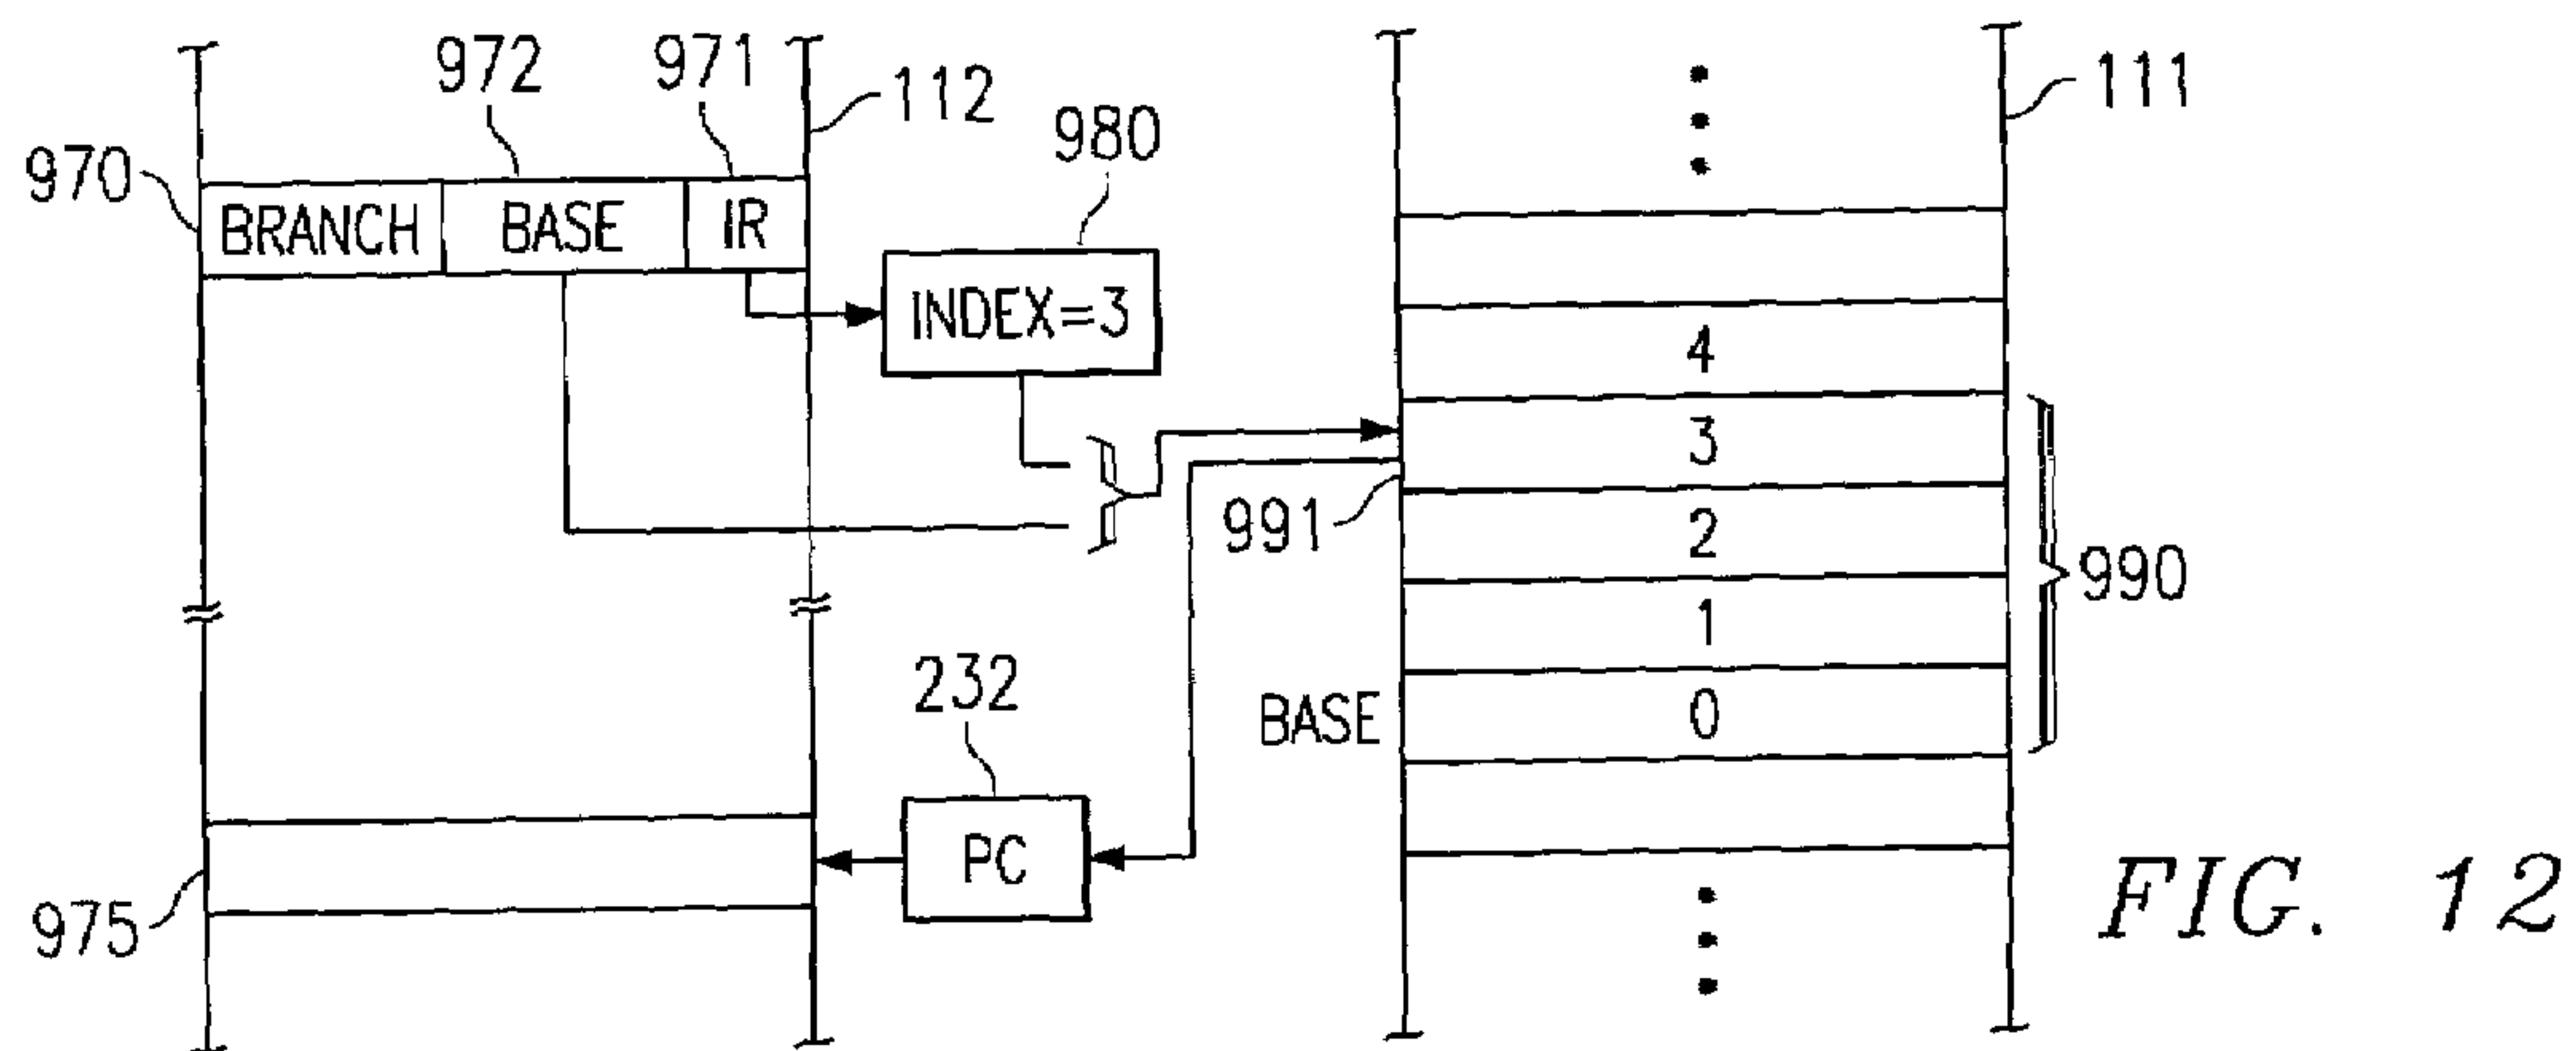 972 971
112
111
980
970
BRANCH BASE IR
INDEX=3
4
3
991
2
990
1
232
BASE 0
PC
975
FIG. 12